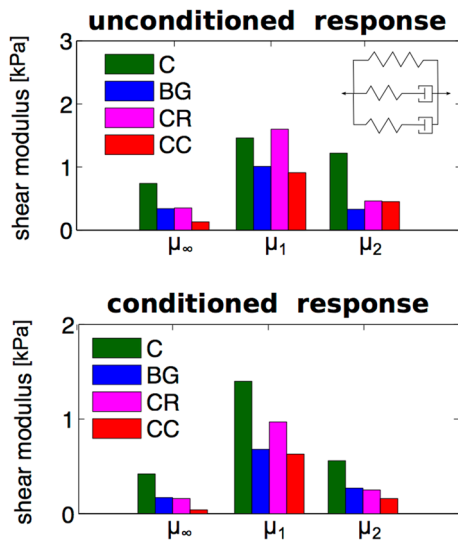 unconditioned response
shear modulus [kPa]
3
2
1
0
C
BG
CR
CC
μ∞ μ1 μ2
conditioned response
shear modulus [kPa]
2
1
0
C
BG
CR
CC
μ∞ μ1 μ2